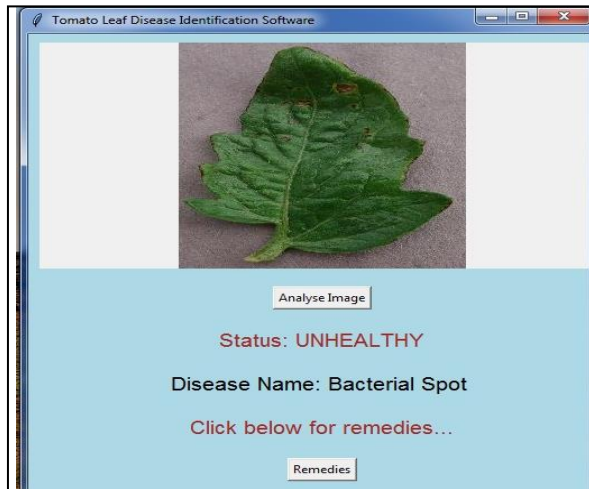 Tomato Leaf Disease Identification Software
Analyse Image
Status: UNHEALTHY
Disease Name: Bacterial Spot
Click below for remedies...
Remedies